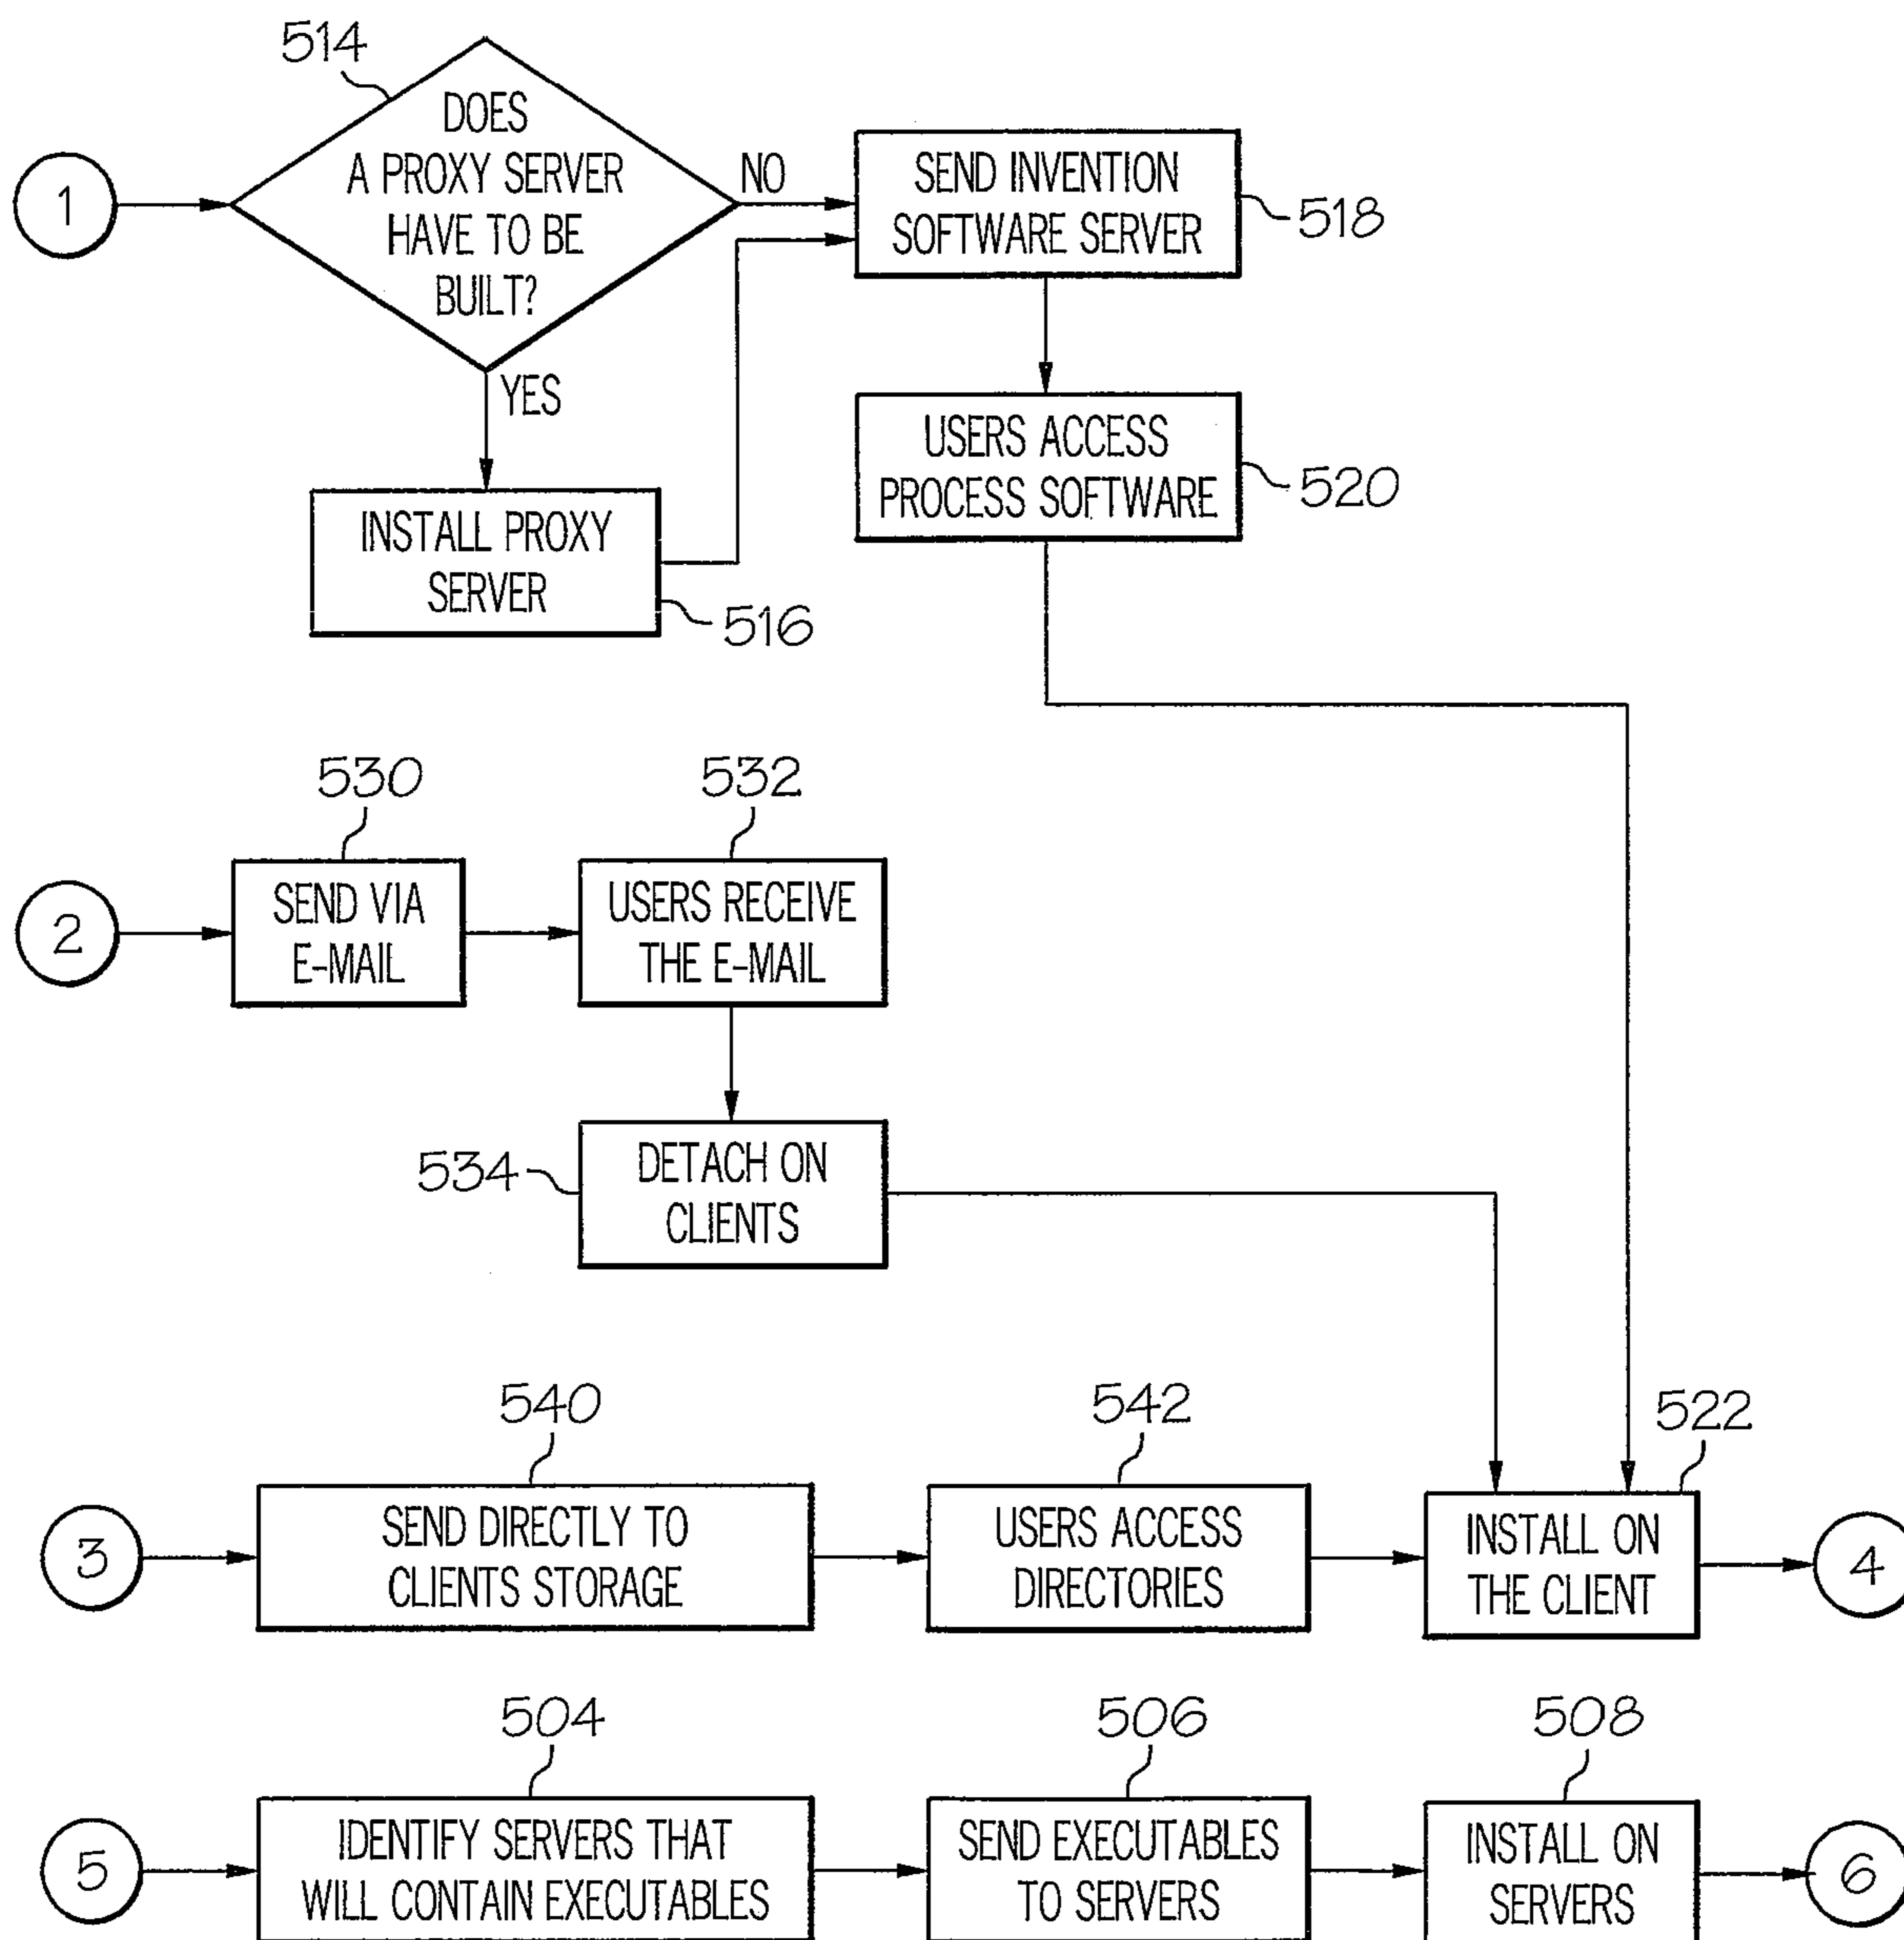 514
DOES
A PROXY SERVER
HAVE TO BE
BUILT?
1
NO
YES
SEND INVENTION
SOFTWARE SERVER
518
USERS ACCESS
PROCESS SOFTWARE
520
INSTALL PROXY
SERVER
516
530
532
2
SEND VIA
E-MAIL
USERS RECEIVE
THE E-MAIL
534
DETACH ON
CLIENTS
540
542
522
3
SEND DIRECTLY TO
CLIENTS STORAGE
USERS ACCESS
DIRECTORIES
INSTALL ON
THE CLIENT
4
504
506
508
5
IDENTIFY SERVERS THAT
WILL CONTAIN EXECUTABLES
SEND EXECUTABLES
TO SERVERS
INSTALL ON
SERVERS
6